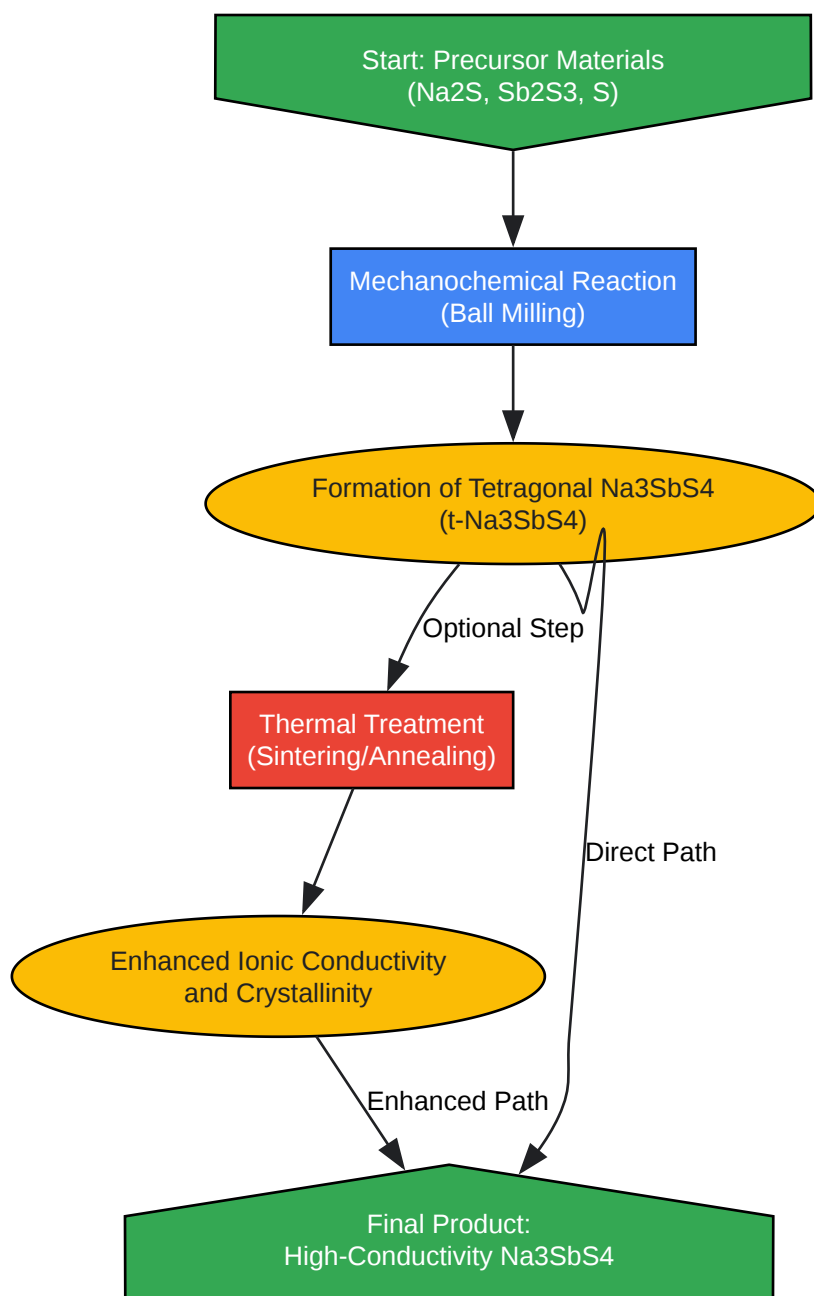 Start: Precursor Materials
(Na2S, Sb2S3, S)
Mechanochemical Reaction
(Ball Milling)
Formation of Tetragonal Na3SbS4
(t-Na3SbS4)
Optional Step
Thermal Treatment
(Sintering/Annealing)
Direct Path
Enhanced Ionic Conductivity
and Crystallinity
Enhanced Path
Final Product:
High-Conductivity Na3SbS4